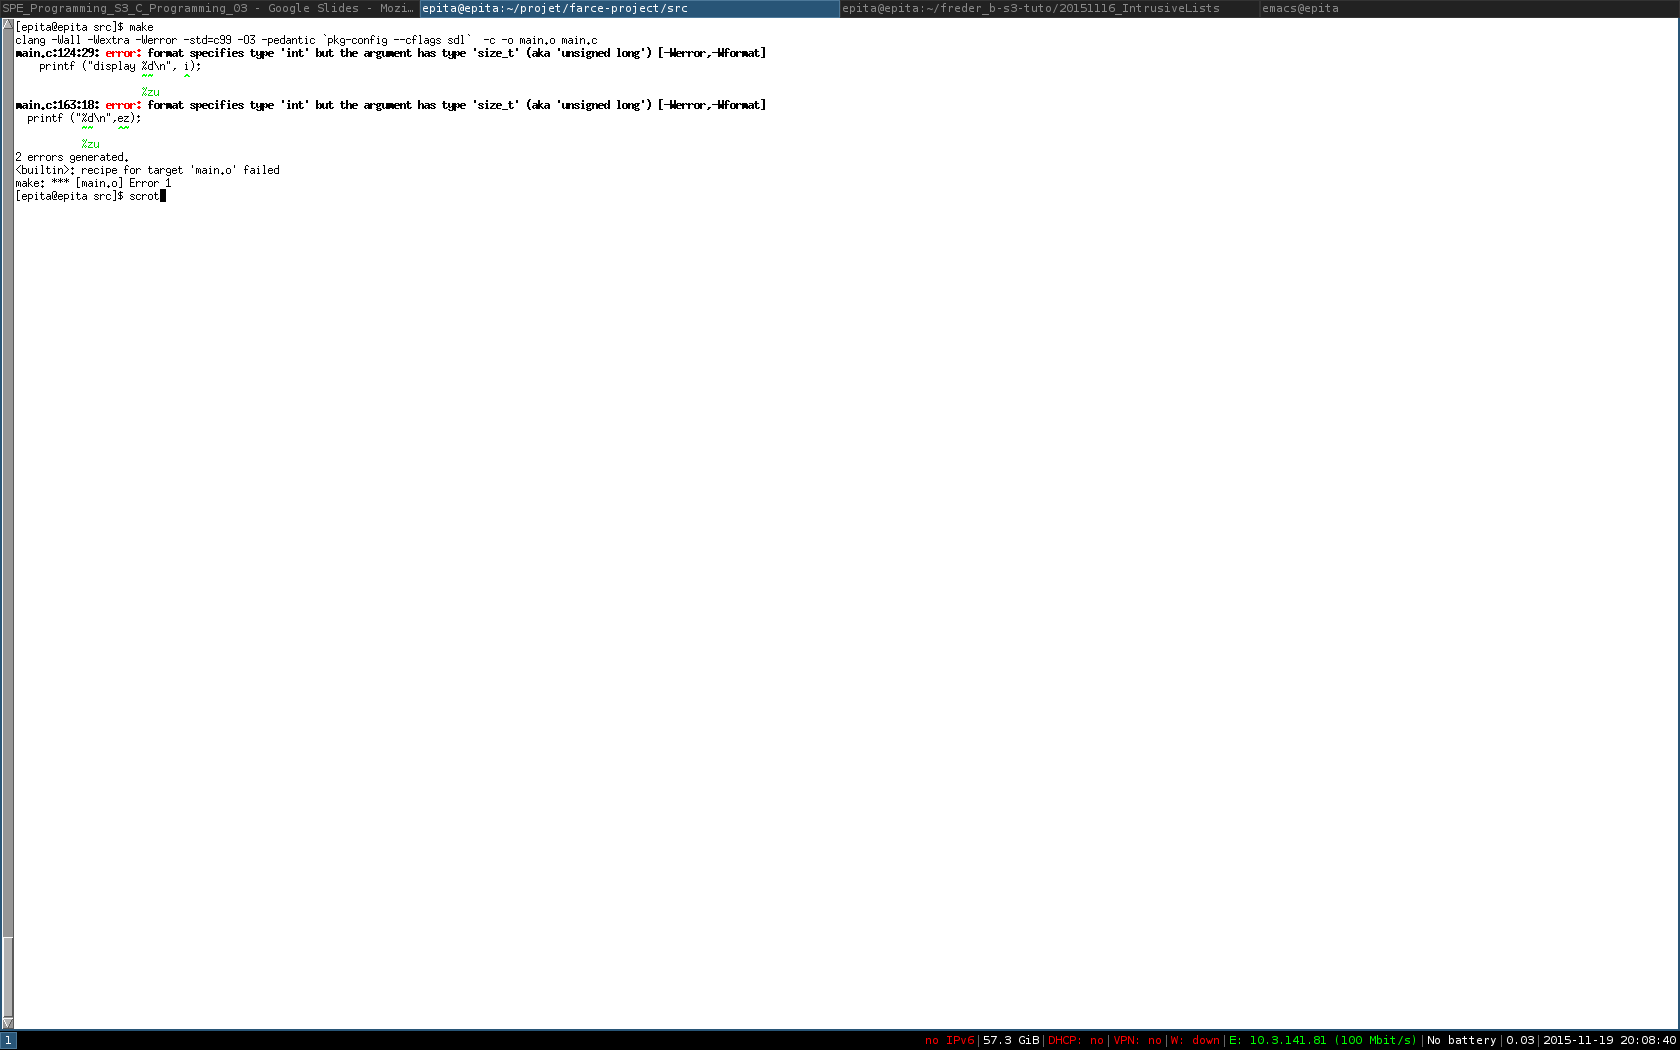 SPE_Programming_S3_C_Programming_03 - Google Slides - Mozi... epita@epita:~/projet/farce-project/src epita@epita:~/freder_b-s3-tuto/20151116_IntrusiveLists emacs@epita
[epita@epita src]$ make
clang -Wall -Wextra -Werror -std=c99 -O3 -pedantic `pkg-config --cflags sdl`  -c -o main.o main.c
main.c:124:29: error: format specifies type 'int' but the argument has type 'size_t' (aka 'unsigned long') [-Werror,-Wformat]
    printf ("display %d\n", i);
                     ~~     ^
                     %zu
main.c:163:18: error: format specifies type 'int' but the argument has type 'size_t' (aka 'unsigned long') [-Werror,-Wformat]
  printf ("%d\n",ez);
           ~~    ^~
           %zu
2 errors generated.
<builtin>: recipe for target 'main.o' failed
make: *** [main.o] Error 1
[epita@epita src]$ scrot
1 no IPv6|57.3 GiB|DHCP: no|VPN: no|W: down|E: 10.3.141.81 (100 Mbit/s)|No battery|0.03|2015-11-19 20:08:40